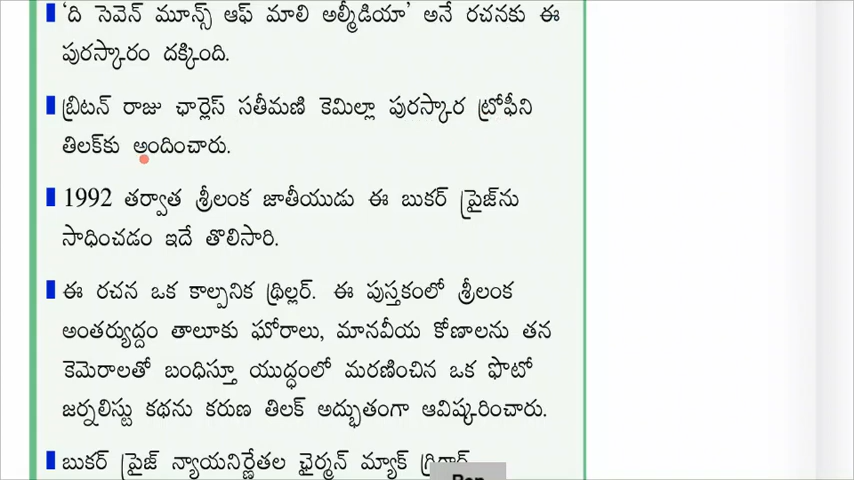 ‘ది సెవెన్ మూన్స్ ఆఫ్ మాలి అల్మీడియా’ అనే రచనకు ఈ
పురస్కారం దక్కింది.
బ్రిటన్ రాజు ఛార్లెస్ సతీమణి కెమిల్లా పురస్కార ట్రోఫీని
తిలక్‌కు అందించారు.
1992 తర్వాత శ్రీలంక జాతీయుడు ఈ బుకర్ ప్రైజ్‌ను
సాధించడం ఇదే తొలిసారి.
ఈ రచన ఒక కాల్పనిక థ్రిల్లర్. ఈ పుస్తకంలో శ్రీలంక
అంతర్యుద్దం తాలూకు ఘోరాలు, మానవీయ కోణాలను తన
కెమెరాలతో బంధిస్తూ యుద్ధంలో మరణించిన ఒక ఫొటో
జర్నలిస్టు కథను కరుణ తిలక్ అద్భుతంగా ఆవిష్కరించారు.
బుకర్ ప్రైజ్ న్యాయనిర్ణేతల ఛైర్మన్ మ్యాక్